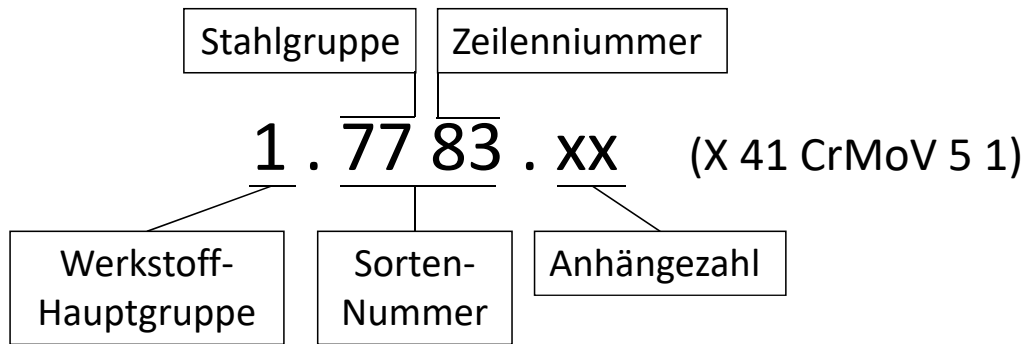 Stahlgruppe Zeilenniummer
1 . 77 83 . xx (X 41 CrMoV 5 1)
Werkstoff-
Hauptgruppe
Sorten-
Nummer
Anhängezahl